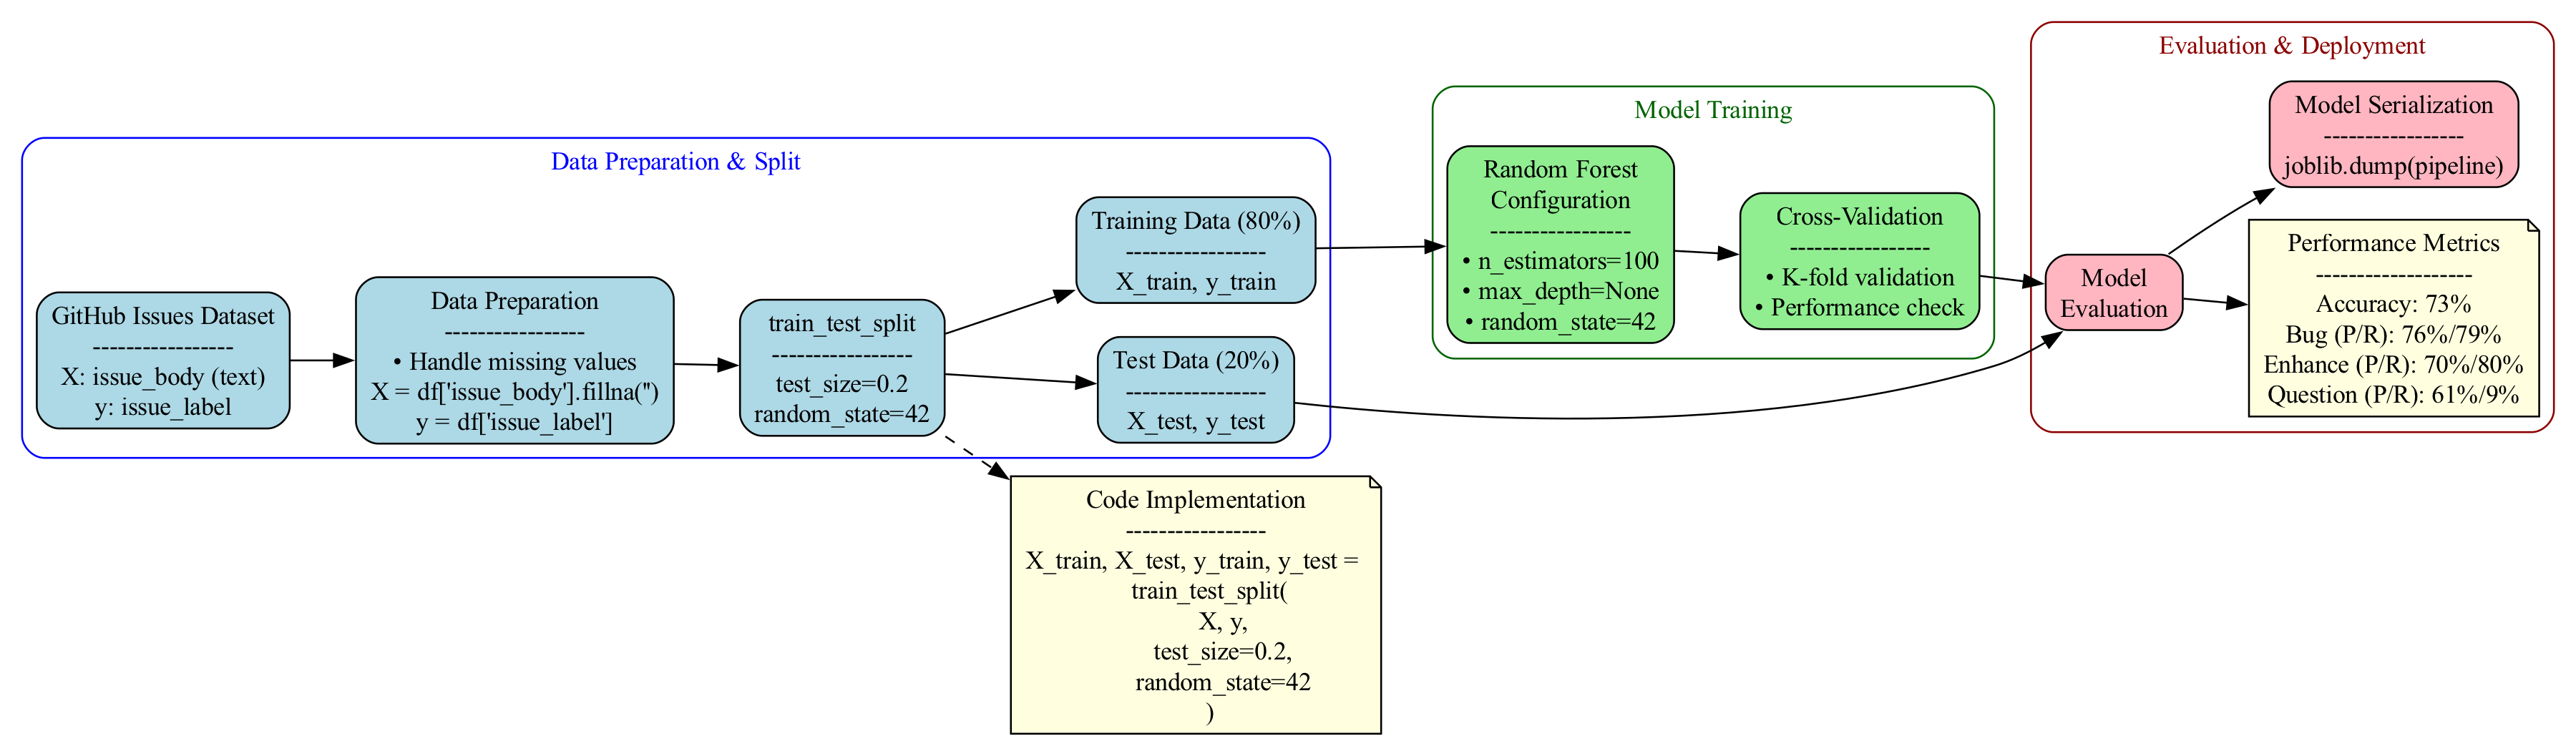 Data Preparation & Split
GitHub Issues Dataset
-----------------
X: issue_body (text)
y: issue_label
Data Preparation
-----------------
• Handle missing values
X = df['issue_body'].fillna('')
y = df['issue_label']
train_test_split
-----------------
test_size=0.2
random_state=42
Training Data (80%)
-----------------
X_train, y_train
Test Data (20%)
-----------------
X_test, y_test
Code Implementation
-----------------
X_train, X_test, y_train, y_test =
train_test_split(
X, y,
test_size=0.2,
random_state=42
)
Model Training
Random Forest
Configuration
-----------------
• n_estimators=100
• max_depth=None
• random_state=42
Cross-Validation
-----------------
• K-fold validation
• Performance check
Evaluation & Deployment
Model
Evaluation
Model Serialization
-----------------
joblib.dump(pipeline)
Performance Metrics
-------------------
Accuracy: 73%
Bug (P/R): 76%/79%
Enhance (P/R): 70%/80%
Question (P/R): 61%/9%